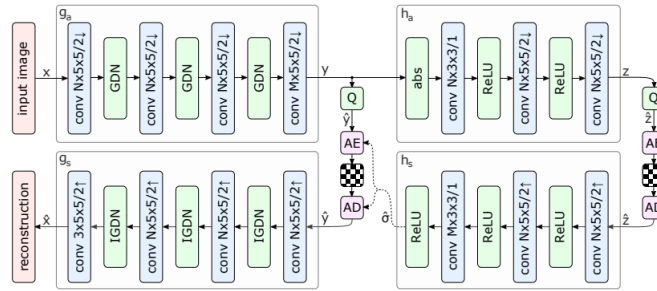 g_a
h_a
input image
x
conv Nx5x5/2↓
GDN
conv Nx5x5/2↓
GDN
conv Nx5x5/2↓
GDN
conv Mx5x5/2↓
y
abs
conv Nx3x3/1
ReLU
conv Nx5x5/2↓
ReLU
conv Nx5x5/2↓
z
Q
Q
ŷ
ẑ
AE
AE
g_s
h_s
reconstruction
x̂
conv 3x5x5/2↑
IGDN
conv Nx5x5/2↑
IGDN
conv Nx5x5/2↑
IGDN
conv Nx5x5/2↑
ŷ
AD
σ̂
ReLU
conv Mx3x3/1
ReLU
conv Nx5x5/2↑
ReLU
conv Nx5x5/2↑
ẑ
AD